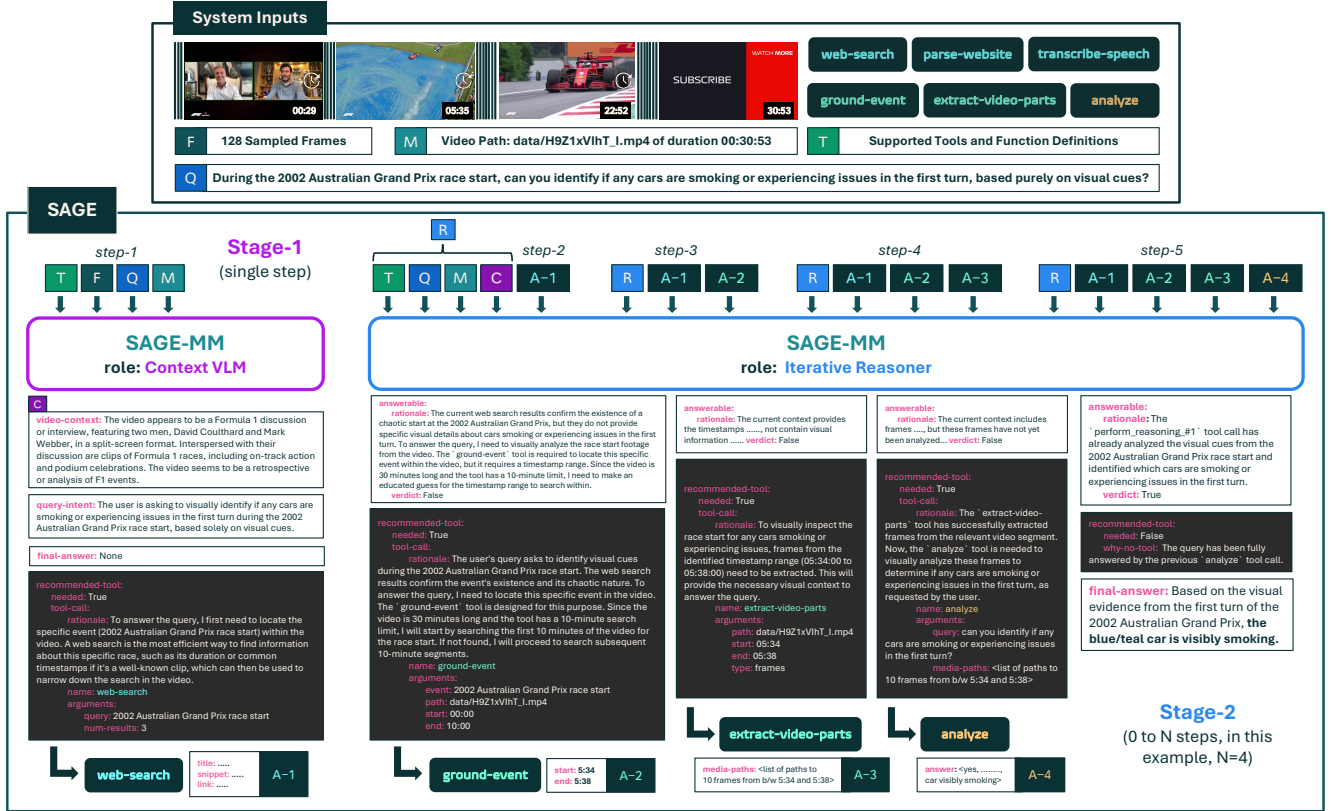 System Inputs
00:29
05:35
22:52
SUBSCRIBE
WATCH MORE
30:53
web-search
parse-website
transcribe-speech
ground-event
extract-video-parts
analyze
F
128 Sampled Frames
M
Video Path: data/H9Z1xVIhT_I.mp4 of duration 00:30:53
T
Supported Tools and Function Definitions
Q
During the 2002 Australian Grand Prix race start, can you identify if any cars are smoking or experiencing issues in the first turn, based purely on visual cues?
SAGE
step-1
T
F
Q
M
Stage-1
(single step)
R
T
Q
M
C
step-2
A-1
step-3
R
A-1
A-2
step-4
R
A-1
A-2
A-3
step-5
R
A-1
A-2
A-3
A-4
SAGE-MM
role: Context VLM
SAGE-MM
role: Iterative Reasoner
C
video-context: The video appears to be a Formula 1 discussion
or interview, featuring two men, David Coulthard and Mark
Webber, in a split-screen format. Interspersed with their
discussion are clips of Formula 1 races, including on-track action
and podium celebrations. The video seems to be a retrospective
or analysis of F1 events.
query-intent: The user is asking to visually identify if any cars are
smoking or experiencing issues in the first turn during the 2002
Australian Grand Prix race start, based solely on visual cues.
final-answer: None
recommended-tool:
needed: True
tool-call:
rationale: To answer the query, I first need to locate the
specific event (2002 Australian Grand Prix race start) within the
video. A web search is the most efficient way to find information
about this specific race, such as its duration or common
timestamps if it's a well-known clip, which can then be used to
narrow down the search in the video.
name: web-search
arguments:
query: 2002 Australian Grand Prix race start
num-results: 3
web-search
title: .....
snippet: .....
link: .....
A-1
answerable:
rationale: The current web search results confirm the existence of a
chaotic start at the 2002 Australian Grand Prix, but they do not provide
specific visual details about cars smoking or experiencing issues in the first
turn. To answer the query, I need to visually analyze the race start footage
from the video. The `ground-event` tool is required to locate this specific
event within the video, but it requires a timestamp range. Since the video is
30 minutes long and the tool has a 10-minute limit, I need to make an
educated guess for the timestamp range to search within.
verdict: False
recommended-tool:
needed: True
tool-call:
rationale: The user's query asks to identify visual cues
during the 2002 Australian Grand Prix race start. The web search
results confirm the event's existence and its chaotic nature. To
answer the query, I need to locate this specific event in the video.
The `ground-event` tool is designed for this purpose. Since the
video is 30 minutes long and the tool has a 10-minute search
limit, I will start by searching the first 10 minutes of the video for
the race start. If not found, I will proceed to search subsequent
10-minute segments.
name: ground-event
arguments:
event: 2002 Australian Grand Prix race start
path: data/H9Z1xVIhT_I.mp4
start: 00:00
end: 10:00
ground-event
start: 5:34
end: 5:38
A-2
answerable:
rationale: The current context provides
the timestamps ......, not contain visual
information ...... verdict: False
recommended-tool:
needed: True
tool-call:
rationale: To visually inspect the
race start for any cars smoking or
experiencing issues, frames from the
identified timestamp range (05:34:00 to
05:38:00) need to be extracted. This will
provide the necessary visual context to
answer the query.
name: extract-video-parts
arguments:
path: data/H9Z1xVIhT_I.mp4
start: 05:34
end: 05:38
type: frames
extract-video-parts
media-paths: <list of paths to
10 frames from b/w 5:34 and 5:38>
A-3
answerable:
rationale: The current context includes
frames ...., but these frames have not yet
been analyzed... verdict: False
recommended-tool:
needed: True
tool-call:
rationale: The `extract-video-
parts` tool has successfully extracted
frames from the relevant video segment.
Now, the `analyze` tool is needed to
visually analyze these frames to
determine if any cars are smoking or
experiencing issues in the first turn, as
requested by the user.
name: analyze
arguments:
query: can you identify if any
cars are smoking or experiencing issues
in the first turn?
media-paths: <list of paths to
10 frames from b/w 5:34 and 5:38>
analyze
answer: <yes, ........,
car visibly smoking>
A-4
answerable:
rationale: The
`perform_reasoning_#1` tool call has
already analyzed the visual cues from the
2002 Australian Grand Prix race start and
identified which cars are smoking or
experiencing issues in the first turn.
verdict: True
recommended-tool:
needed: False
why-no-tool: The query has been fully
answered by the previous `analyze` tool call.
final-answer: Based on the visual
evidence from the first turn of the
2002 Australian Grand Prix, the
blue/teal car is visibly smoking.
Stage-2
(0 to N steps, in this
example, N=4)